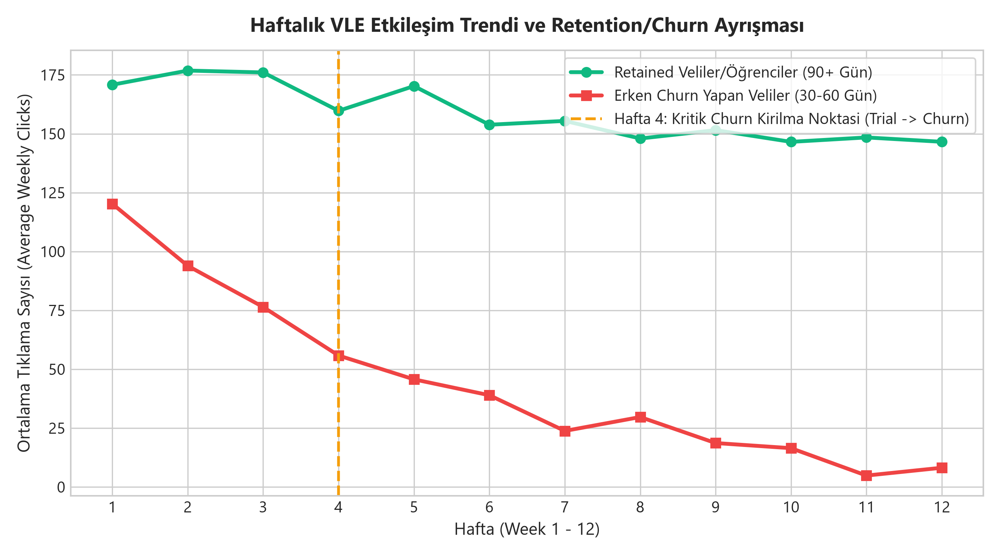 Haftalık VLE Etkileşim Trendi ve Retention/Churn Ayrışması
Ortalama Tıklama Sayısı (Average Weekly Clicks)
175
150
125
100
75
50
25
0
Retained Veliler/Öğrenciler (90+ Gün)
Erken Churn Yapan Veliler (30-60 Gün)
Hafta 4: Kritik Churn Kirilma Noktasi (Trial -> Churn)
1 2 3 4 5 6 7 8 9 10 11 12
Hafta (Week 1 - 12)